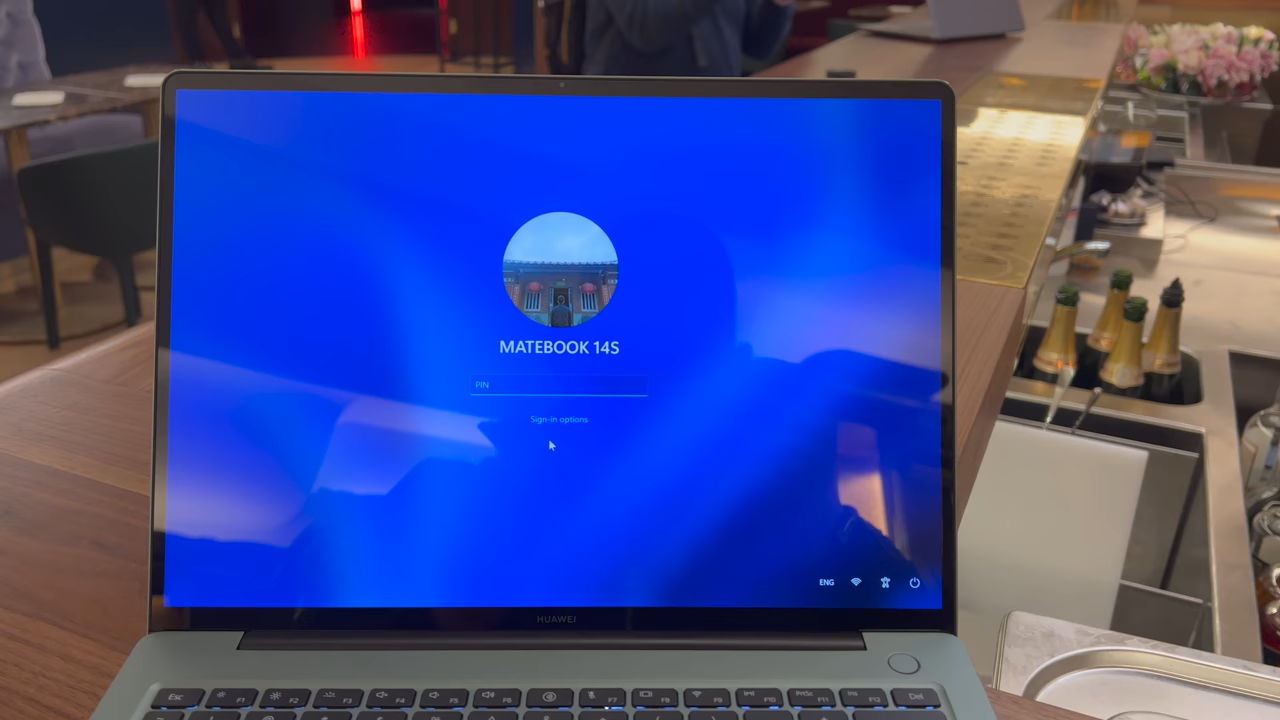 MATEBOOK 14S
PIN
Sign-in options
ENG
HUAWEI
Esc F1 F2 F3 F4 F5 F6 F7 F8 F9 F10 PrtSc F11 Ins F12 Del